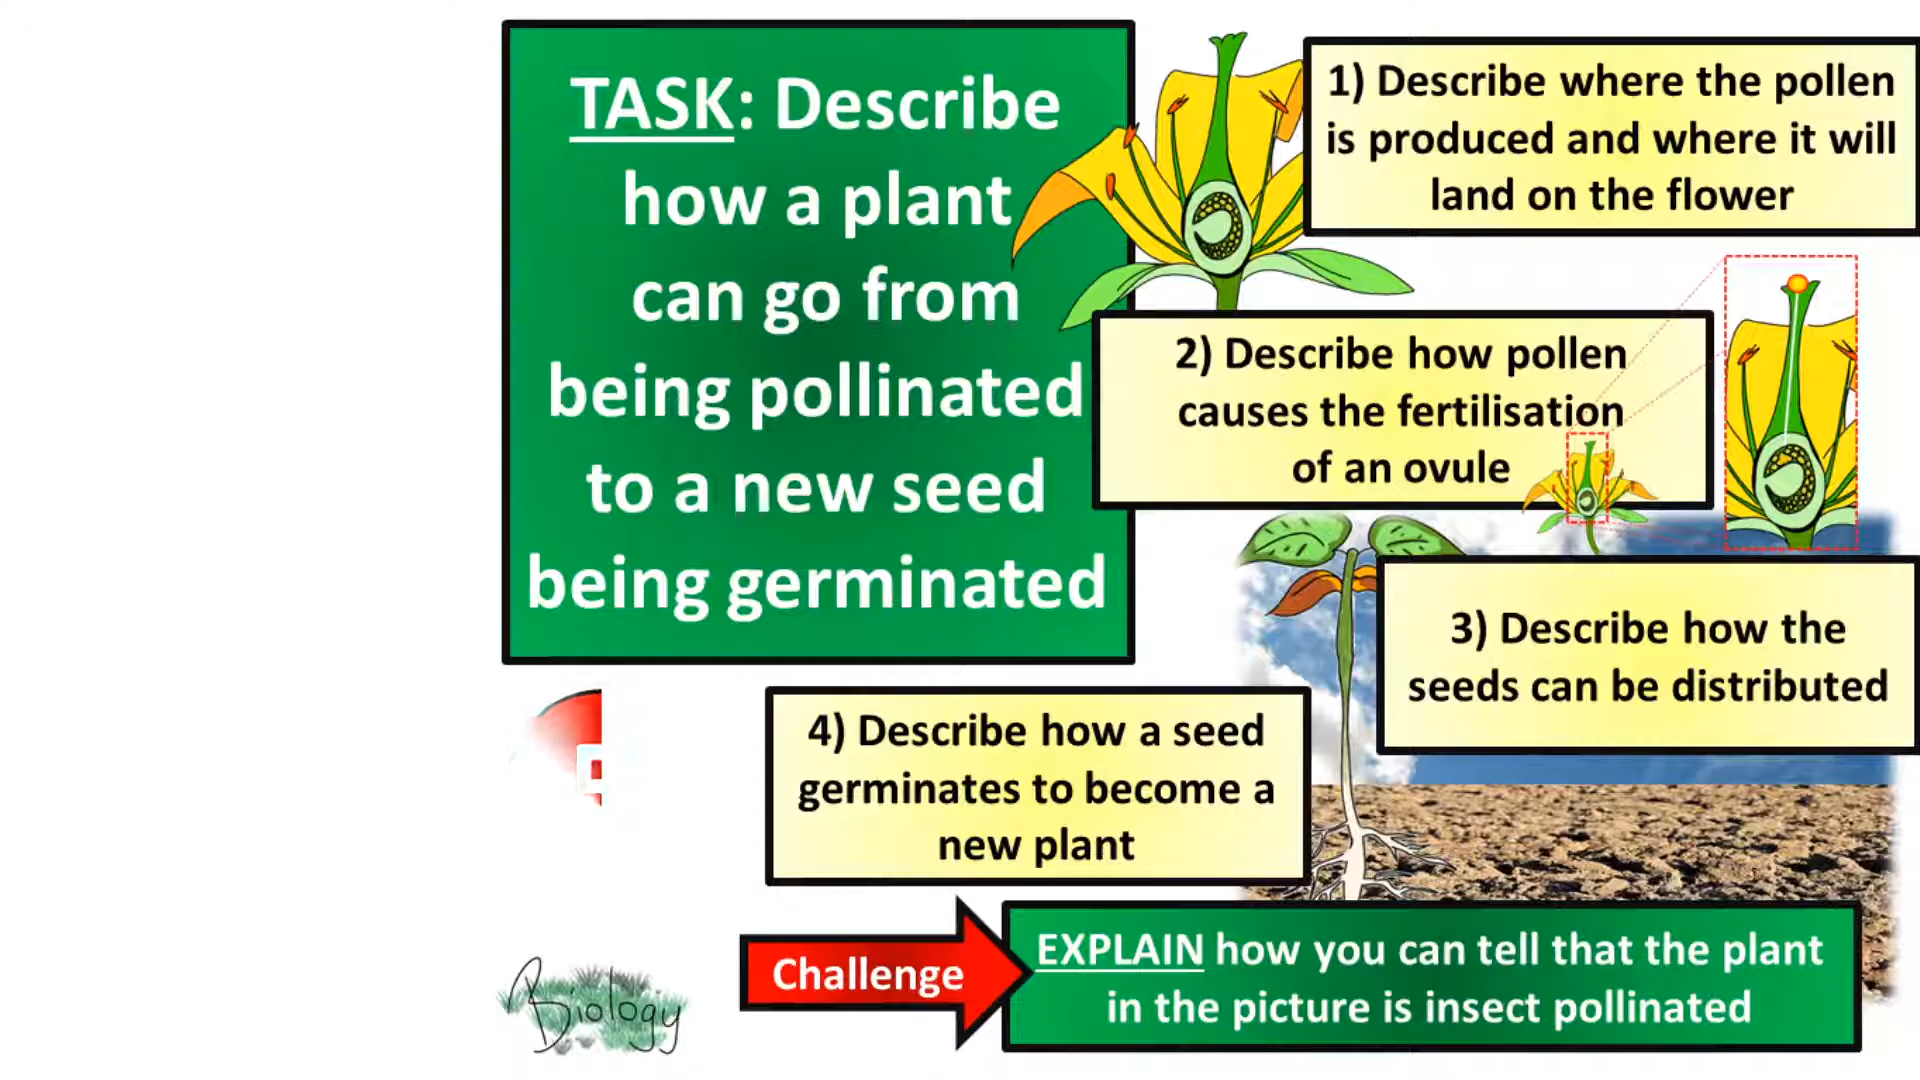 TASK: Describe
how a plant
can go from
being pollinated
to a new seed
being germinated
1) Describe where the pollen
is produced and where it will
land on the flower
2) Describe how pollen
causes the fertilisation
of an ovule
3) Describe how the
seeds can be distributed
4) Describe how a seed
germinates to become a
new plant
Challenge
EXPLAIN how you can tell that the plant
in the picture is insect pollinated
Biology